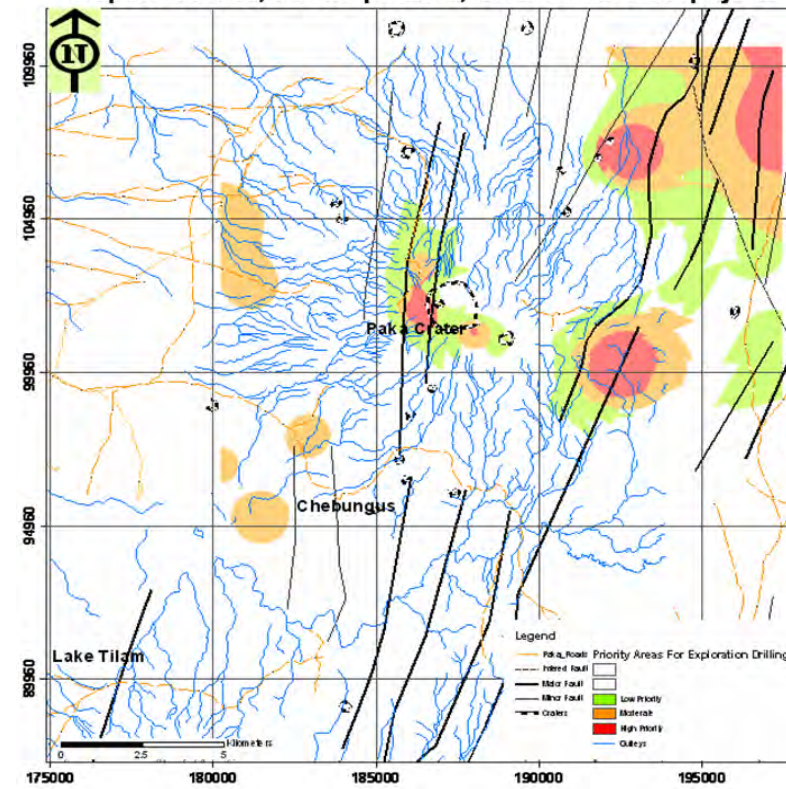 N
109960
104960
99960
94960
89960
175000
180000
185000
190000
195000
Paka Crater
Chebungus
Lake Tilam
0 2.5 5 Kilometers
Legend
Paka_Roads
Infered Fault
Major Fault
Minor Fault
Craters
Priority Areas For Exploration Drilling
Low Priority
Moderate
High Priority
Gulleys